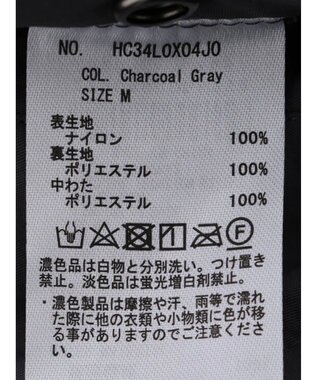 NO. HC34L0X04J0
COL. Charcoal Gray
SIZE M
表生地
ナイロン 100%
裏生地
ポリエステル 100%
中わた
ポリエステル 100%
濃色品は白物と分別洗い。つけ置き
禁止。淡色品は蛍光増白剤禁止。
・濃色製品は摩擦や汗、雨等で濡れ
た際に他の衣類や小物類に色が移
る事がありますのでご注意くださ
い。